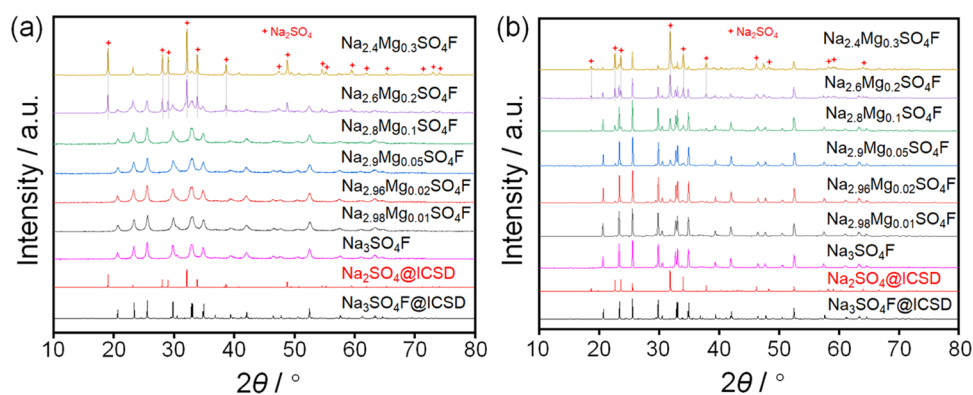 (a)
+ Na2SO4
Na2.4Mg0.3SO4F
Na2.6Mg0.2SO4F
Na2.8Mg0.1SO4F
Na2.9Mg0.05SO4F
Na2.96Mg0.02SO4F
Na2.98Mg0.01SO4F
Na3SO4F
Na2SO4@ICSD
Na3SO4F@ICSD
Intensity / a.u.
10 20 30 40 50 60 70 80
2θ / °
(b)
+ Na2SO4
Na2.4Mg0.3SO4F
Na2.6Mg0.2SO4F
Na2.8Mg0.1SO4F
Na2.9Mg0.05SO4F
Na2.96Mg0.02SO4F
Na2.98Mg0.01SO4F
Na3SO4F
Na2SO4@ICSD
Na3SO4F@ICSD
Intensity / a.u.
10 20 30 40 50 60 70 80
2θ / °